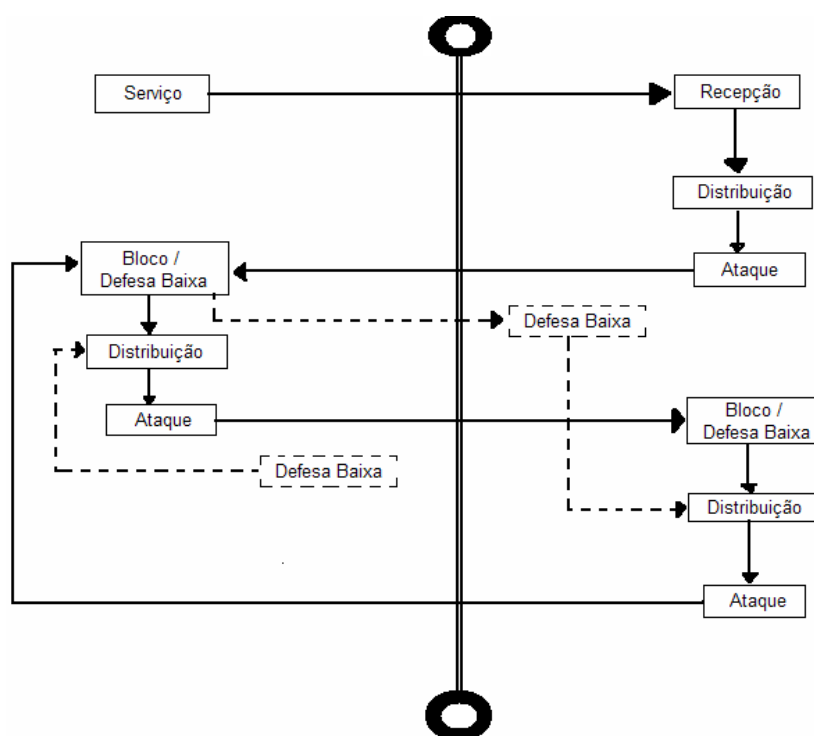 Serviço
Recepção
Distribuição
Bloco /
Defesa Baixa
Ataque
Defesa Baixa
Distribuição
Ataque
Bloco /
Defesa Baixa
Defesa Baixa
Distribuição
Ataque